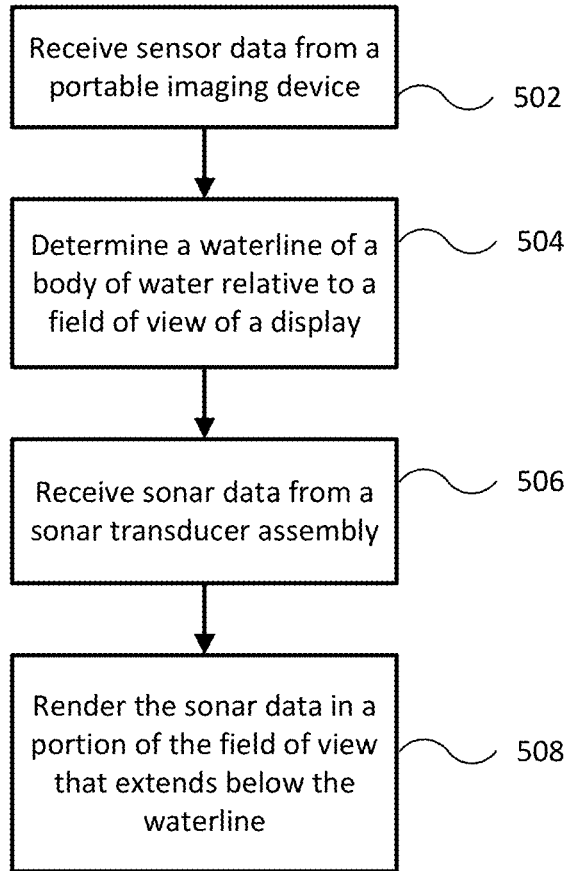 Receive sensor data from a
portable imaging device
502
Determine a waterline of a
body of water relative to a
field of view of a display
504
Receive sonar data from a
sonar transducer assembly
506
Render the sonar data in a
portion of the field of view
that extends below the
waterline
508